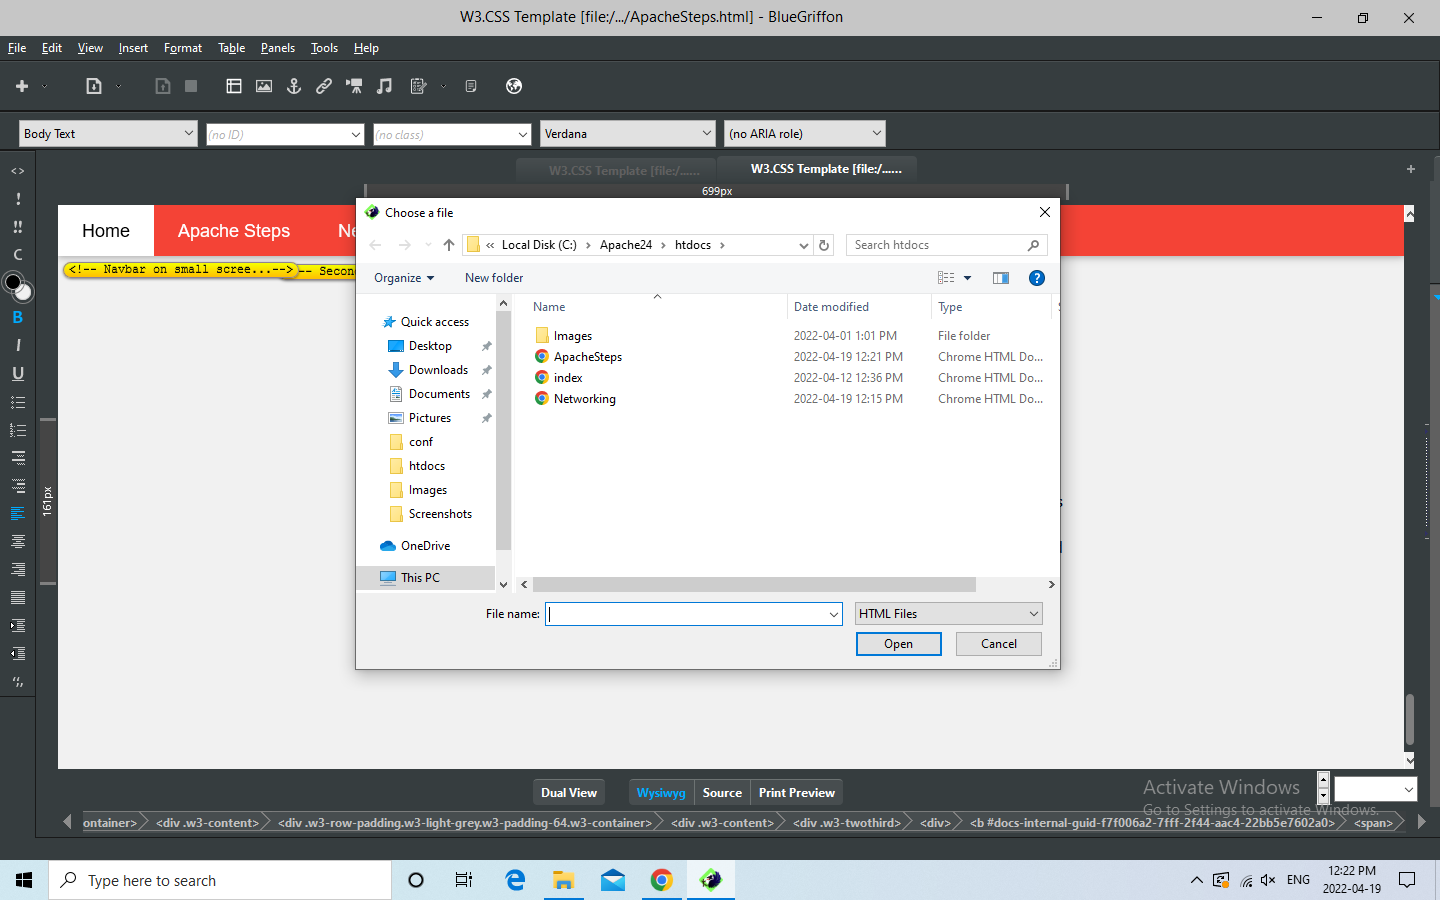 W3.CSS Template [file:/.../ApacheSteps.html] - BlueGriffon
File Edit View Insert Format Table Panels Tools Help
Body Text (no ID) (no class) Verdana (no ARIA role)
W3.CSS Template [file:/...... W3.CSS Template [file:/......
699px
Home Apache Steps Ne
<!-- Navbar on small scree...--> -- Secon
161px
Choose a file
« Local Disk (C:) > Apache24 > htdocs > Search htdocs
Organize New folder
Name Date modified Type
Quick access
Desktop
Downloads
Documents
Pictures
conf
htdocs
Images
Screenshots
OneDrive
This PC
Images 2022-04-01 1:01 PM File folder
ApacheSteps 2022-04-19 12:21 PM Chrome HTML Do...
index 2022-04-12 12:36 PM Chrome HTML Do...
Networking 2022-04-19 12:15 PM Chrome HTML Do...
File name: HTML Files
Open Cancel
Dual View Wysiwyg Source Print Preview
Activate Windows
Go to Settings to activate Windows.
ontainer> <div .w3-content> <div .w3-row-padding.w3-light-grey.w3-padding-64.w3-container> <div .w3-content> <div .w3-twothird> <div> <b #docs-internal-guid-f7f006a2-7fff-2f44-aac4-22bb5e7602a0> <span>
Type here to search
ENG
12:22 PM
2022-04-19